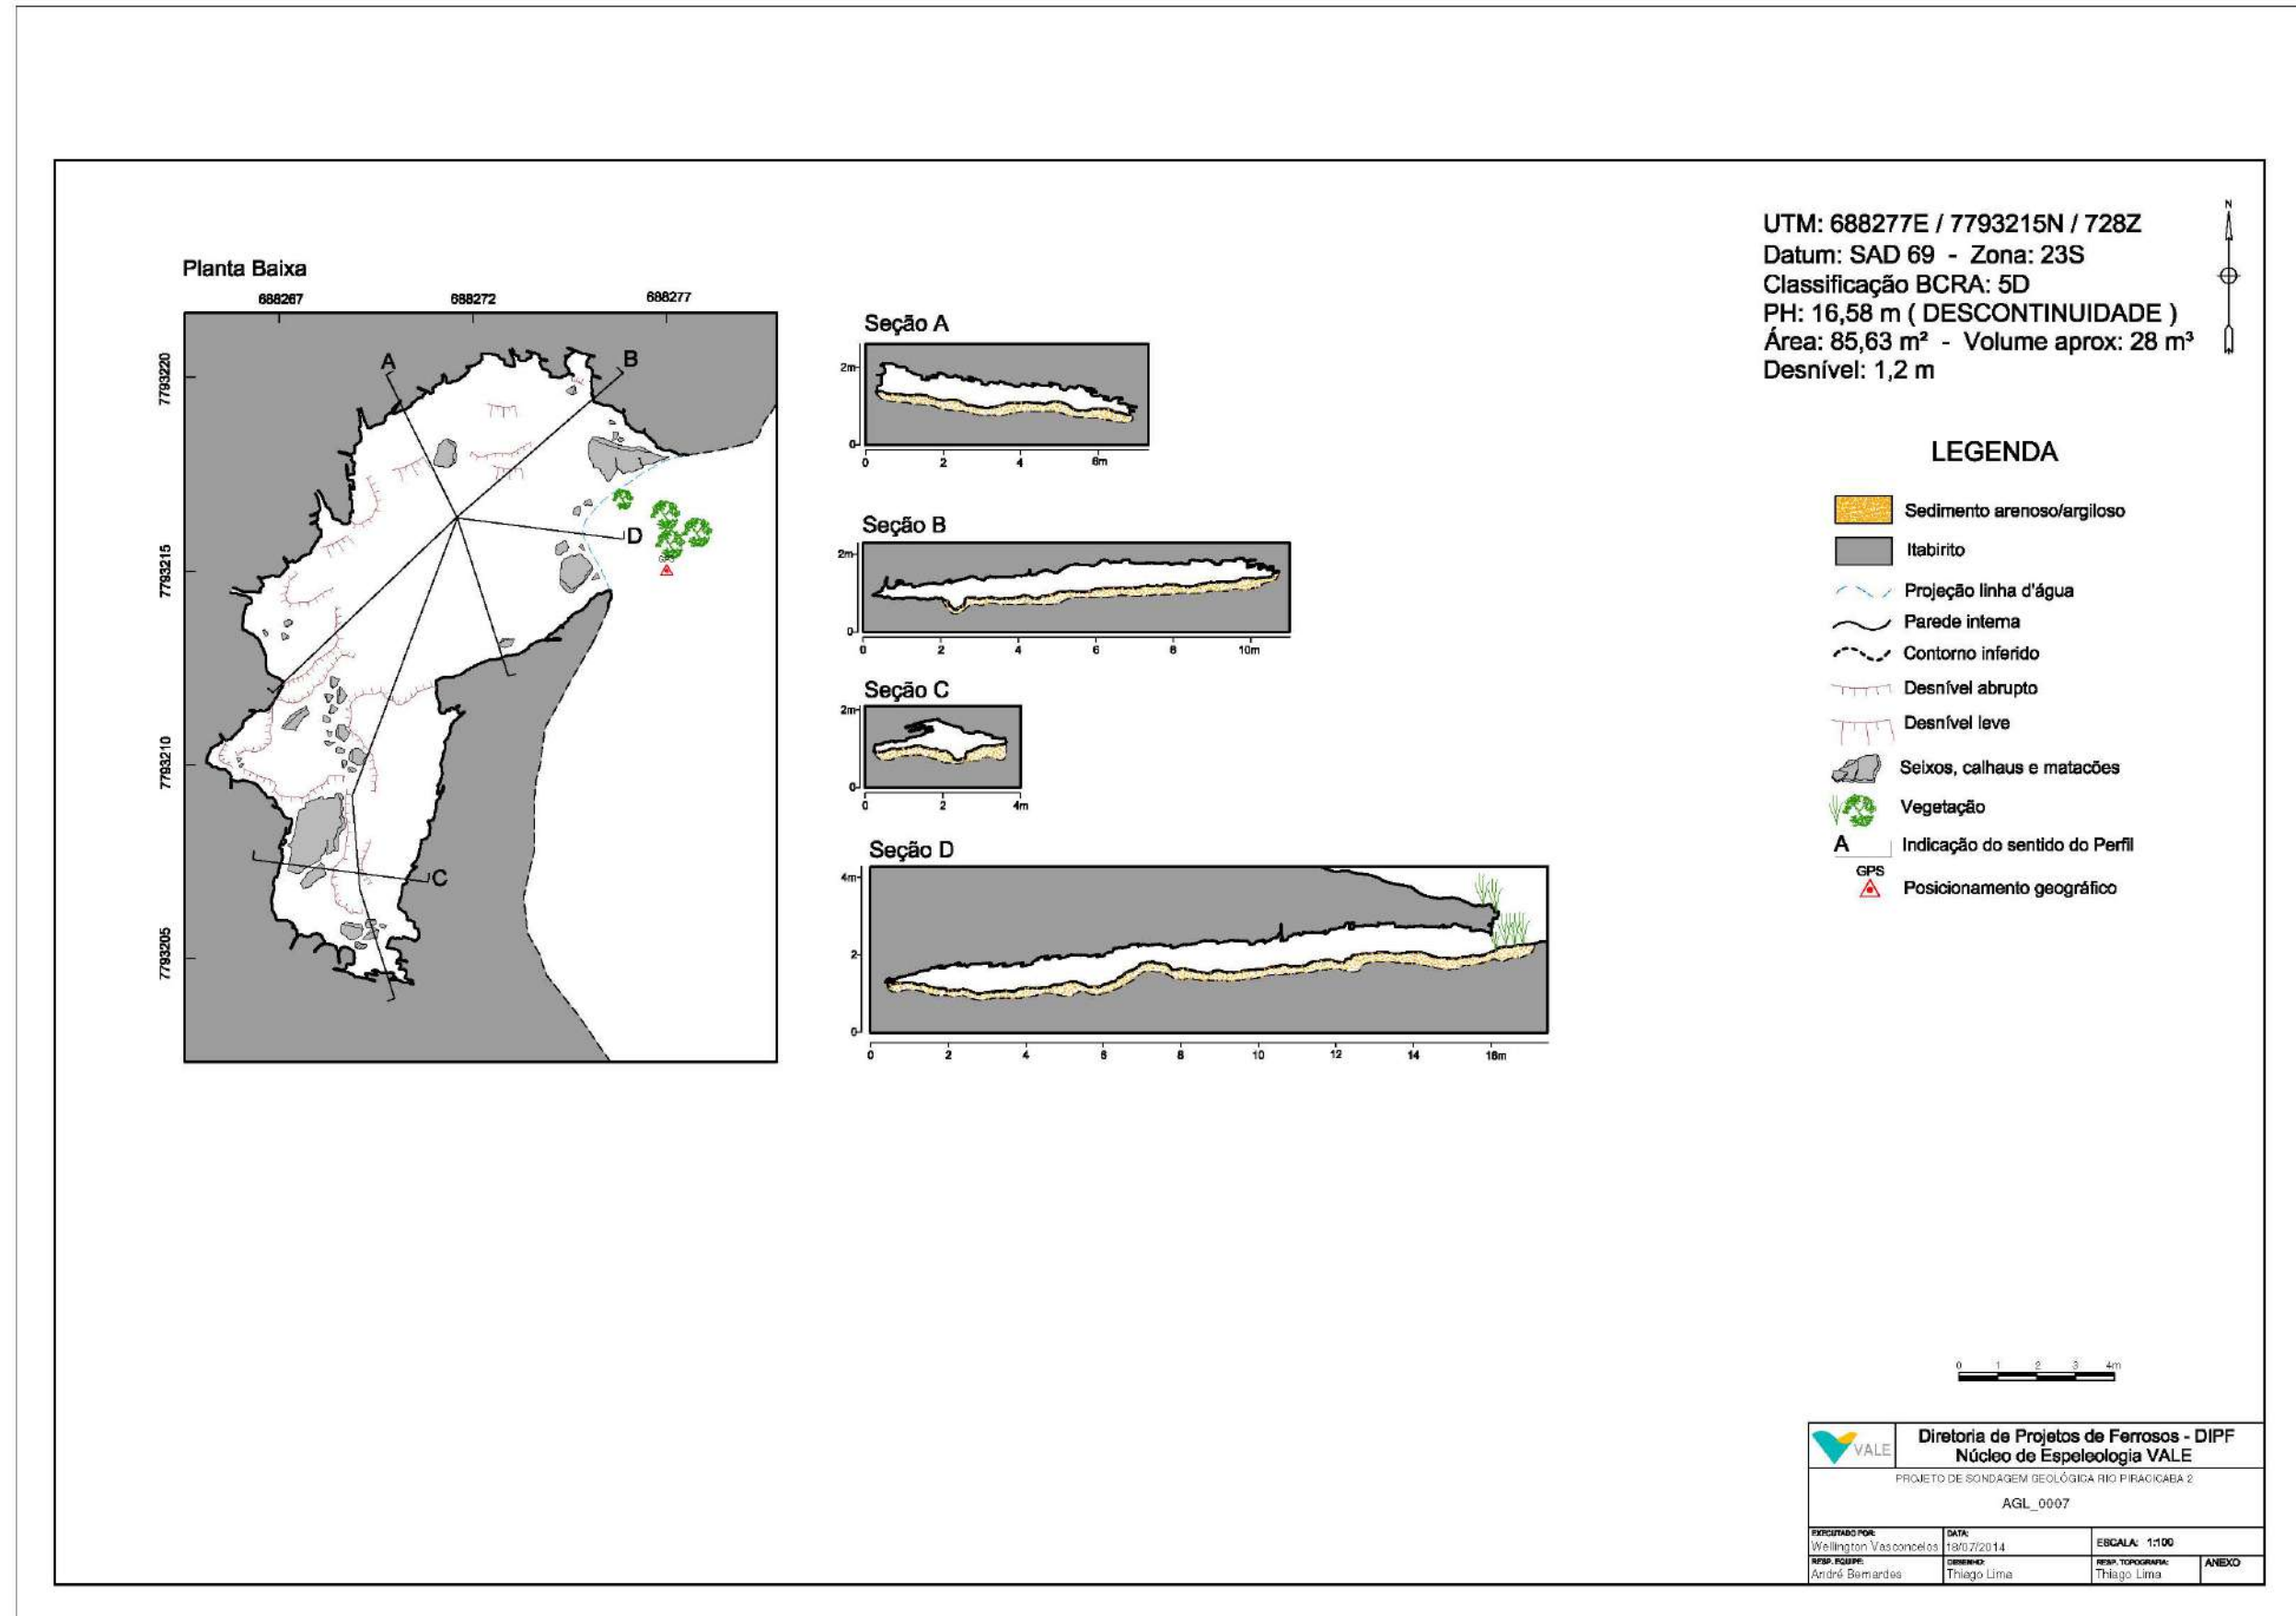 UTM: 688277E / 7793215N / 728Z
Datum: SAD 69 - Zona: 23S
Classificação BCRA: 5D
PH: 16,58 m ( DESCONTINUIDADE )
Área: 85,63 m² - Volume aprox: 28 m³
Desnível: 1,2 m
N
Planta Baixa
688267 688272 688277
7793220
7793215
7793210
7793205
A
B
D
C
Seção A
2m
0
0 2 4 6m
Seção B
2m
0
0 2 4 6 8 10m
Seção C
2m
0
0 2 4m
Seção D
4m
2
0
0 2 4 6 8 10 12 14 16m
LEGENDA
Sedimento arenoso/argiloso
Itabirito
Projeção linha d'água
Parede interna
Contorno inferido
Desnível abrupto
Desnível leve
Seixos, calhaus e matacões
Vegetação
A Indicação do sentido do Perfil
GPS
Posicionamento geográfico
0 1 2 3 4m
VALE
Diretoria de Projetos de Ferrosos - DIPF
Núcleo de Espeleologia VALE
PROJETO DE SONDAGEM GEOLÓGICA RIO PIRACICABA 2
AGL_0007
EXECUTADO POR: DATA: ESCALA: 1:100
Wellington Vasconcelos 18/07/2014
RESP. EQUIPE: DESENHO: RESP. TOPOGRAFIA: ANEXO
André Bernardes Thiago Lima Thiago Lima